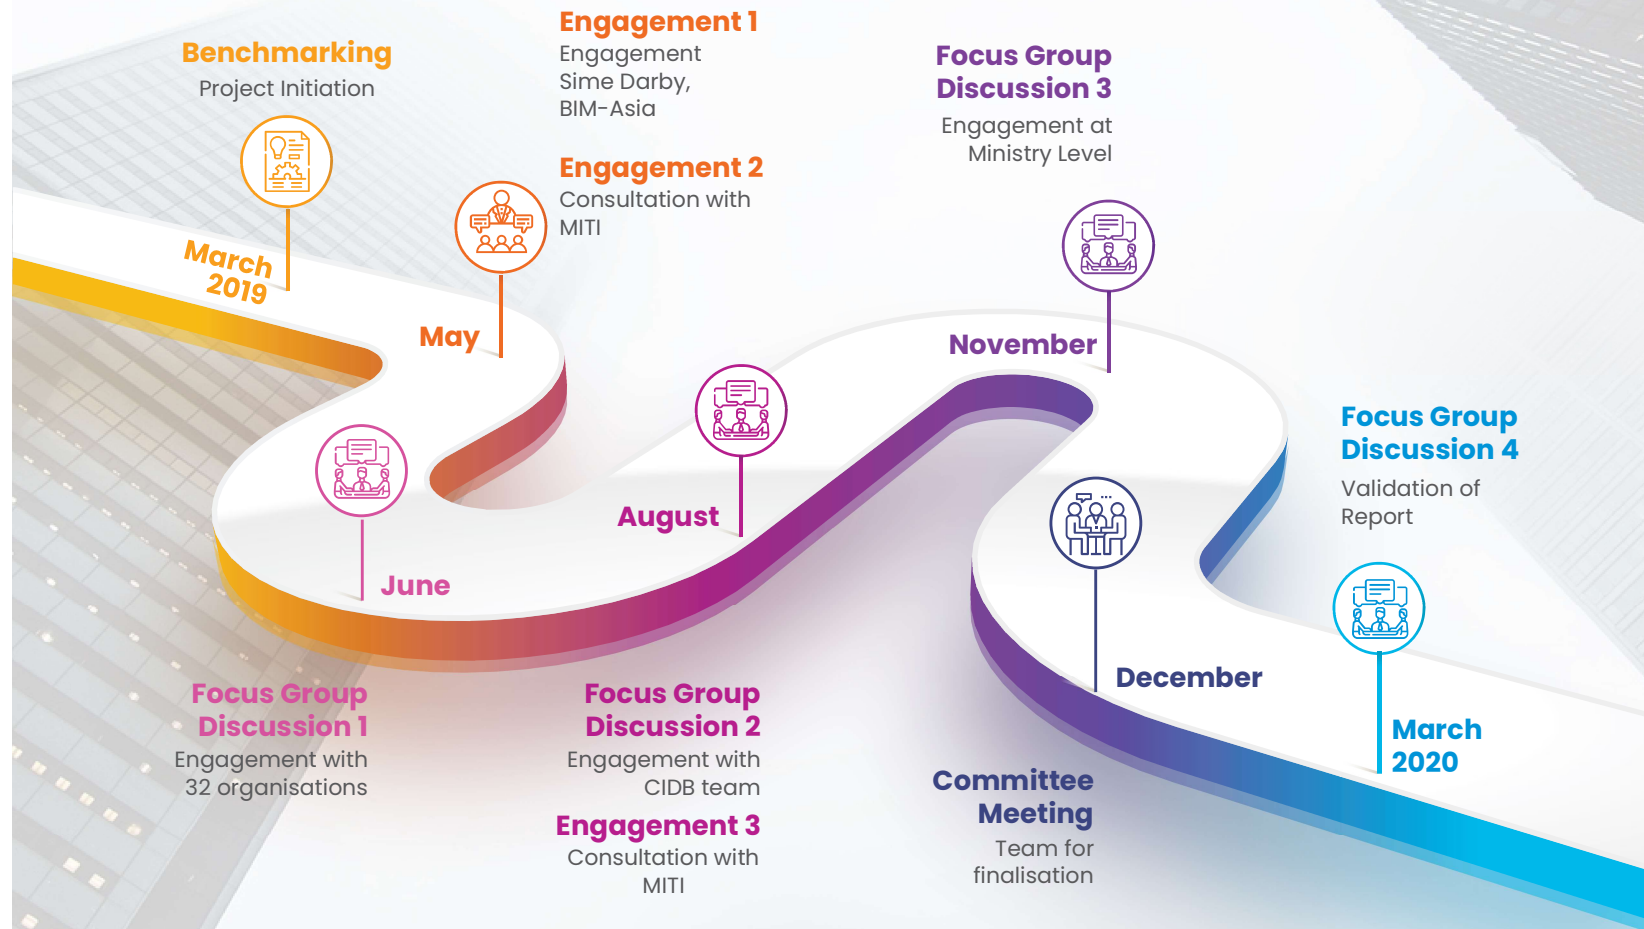 Benchmarking
Project Initiation
March
2019
Engagement 1
Engagement
Sime Darby,
BIM-Asia
Engagement 2
Consultation with
MITI
May
June
Focus Group
Discussion 1
Engagement with
32 organisations
August
Focus Group
Discussion 2
Engagement with
CIDB team
Engagement 3
Consultation with
MITI
Focus Group
Discussion 3
Engagement at
Ministry Level
November
December
Committee
Meeting
Team for
finalisation
Focus Group
Discussion 4
Validation of
Report
March
2020